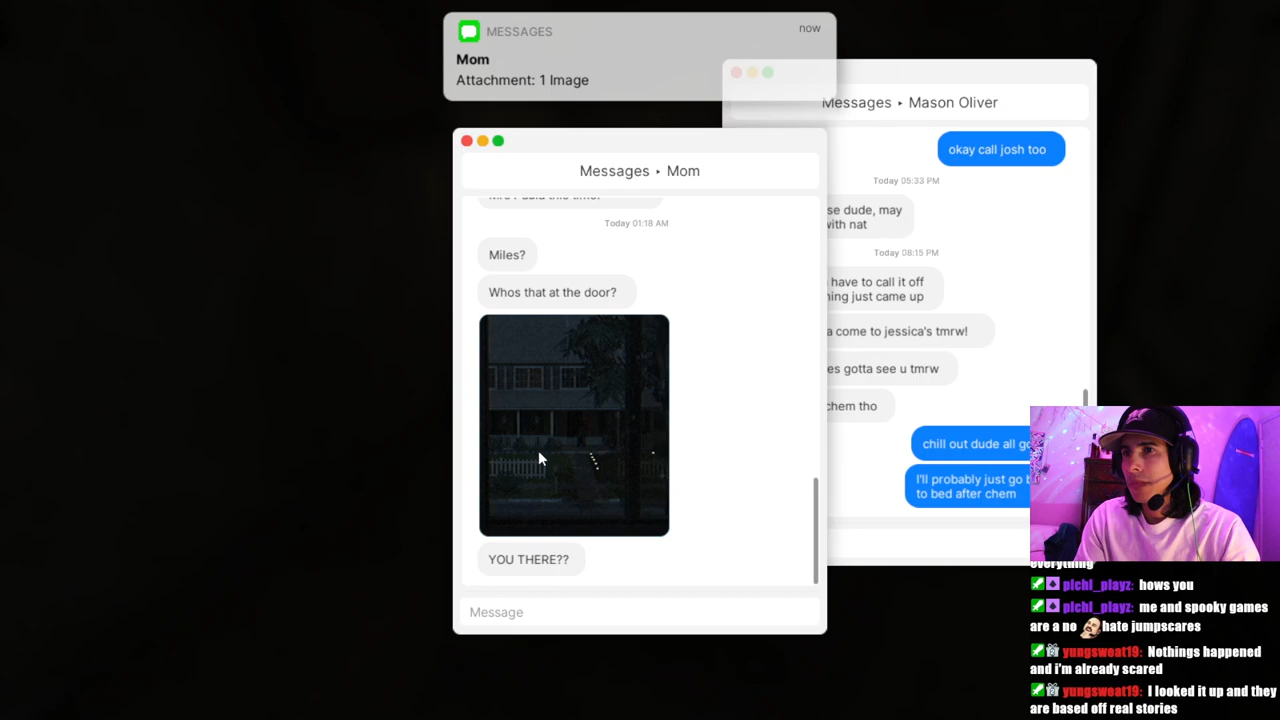 MESSAGES
now
Mom
Attachment: 1 Image
Messages ‣ Mason Oliver
okay call josh too
Today 05:33 PM
se dude, may
with nat
Today 08:15 PM
have to call it off
ning just came up
a come to jessica's tmrw!
es gotta see u tmrw
chem tho
chill out dude all go
I'll probably just go b
to bed after chem
Messages ‣ Mom
Today 01:18 AM
Miles?
Whos that at the door?
YOU THERE??
Message
everything
plchl_playz: hows you
plchl_playz: me and spooky games
are a no hate jumpscares
yungsweat19: Nothings happened
and i'm already scared
yungsweat19: I looked it up and they
are based off real stories